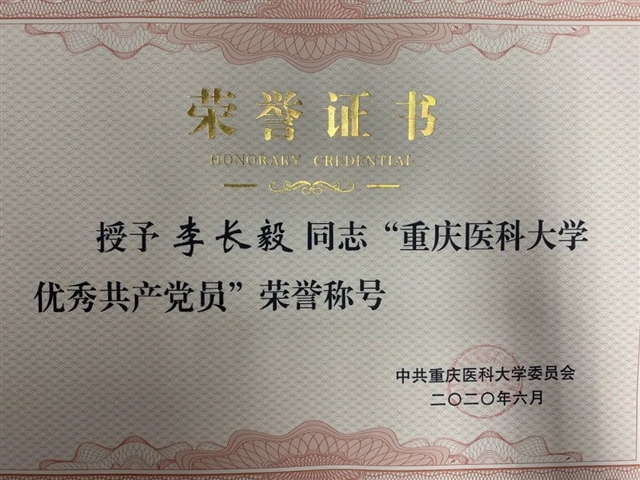 荣誉证书
HONORARY CREDENTIAL
授予李长毅同志“重庆医科大学
优秀共产党员”荣誉称号
中共重庆医科大学委员会
二〇二〇年六月